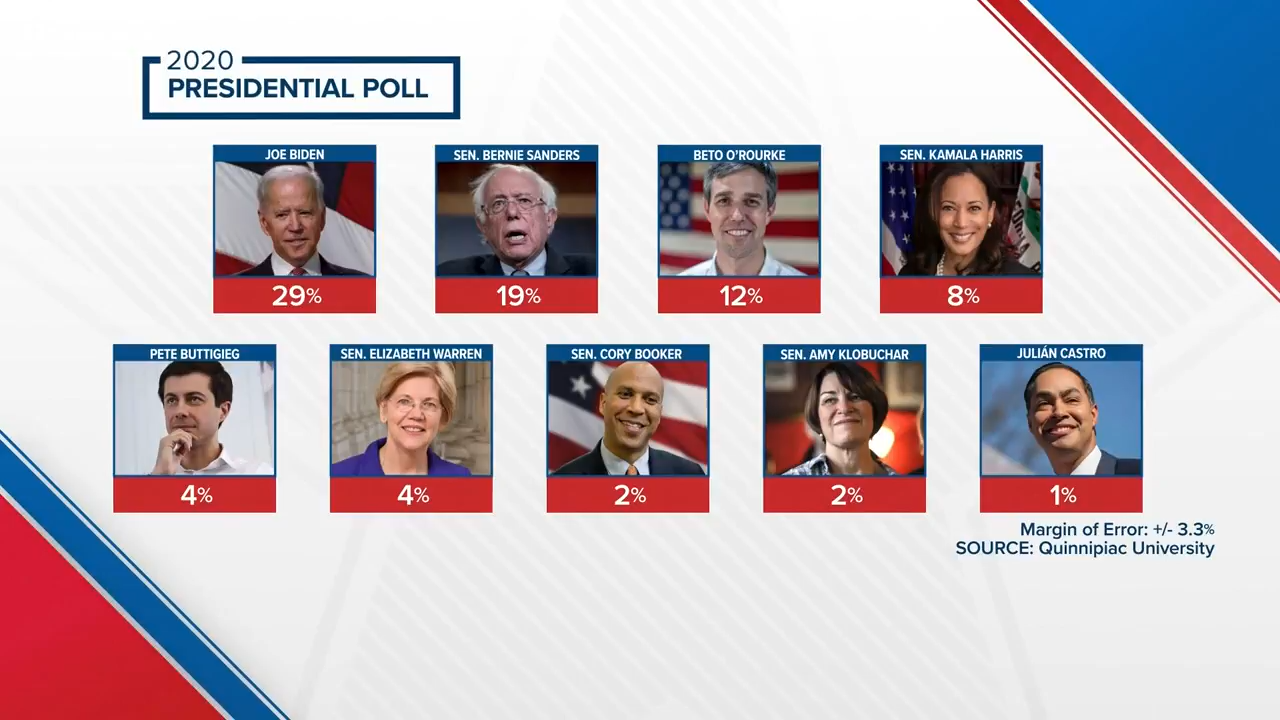 2020
PRESIDENTIAL POLL
JOE BIDEN
SEN. BERNIE SANDERS
BETO O'ROURKE
SEN. KAMALA HARRIS
29%
19%
12%
8%
PETE BUTTIGIEG
SEN. ELIZABETH WARREN
SEN. CORY BOOKER
SEN. AMY KLOBUCHAR
JULIÁN CASTRO
4%
4%
2%
2%
1%
Margin of Error: +/- 3.3%
SOURCE: Quinnipiac University